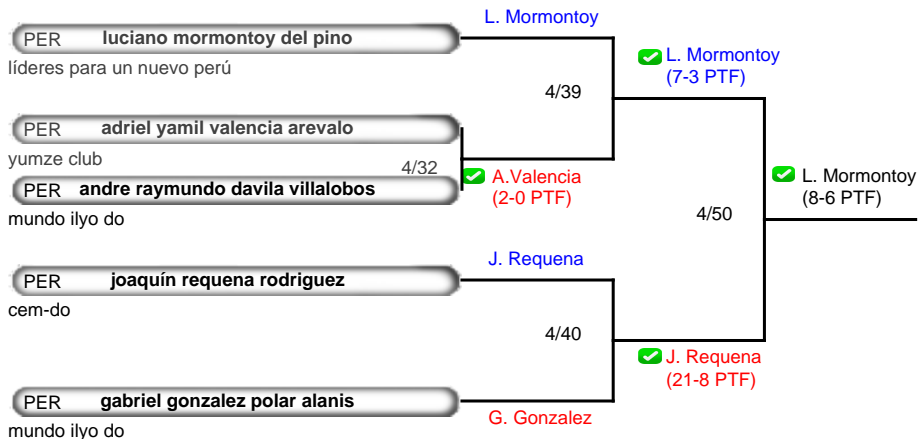 L. Mormontoy
PER luciano mormontoy del pino
líderes para un nuevo perú
4/39
L. Mormontoy
(7-3 PTF)
PER adriel yamil valencia arevalo
yumze club
4/32
PER andre raymundo davila villalobos
mundo ilyo do
A.Valencia
(2-0 PTF)
L. Mormontoy
(8-6 PTF)
4/50
J. Requena
PER joaquín requena rodriguez
cem-do
4/40
J. Requena
(21-8 PTF)
PER gabriel gonzalez polar alanis
mundo ilyo do
G. Gonzalez